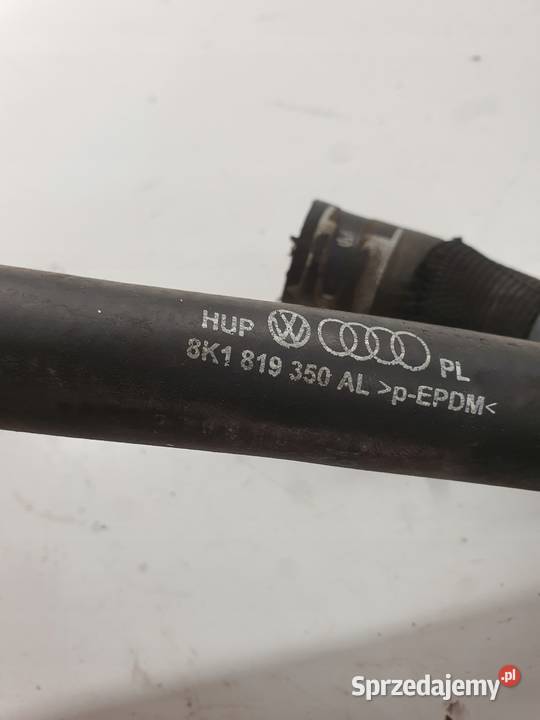 HUP PL
8K1 819 350 AL >p-EPDM<
Sprzedajemy.pl